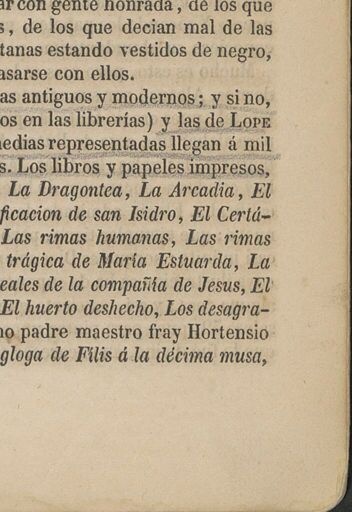 ar con gente honrada, de los que
s, de los que decian mal de las
tanas estando vestidos de negro,
asarse con ellos.
as antiguos y modernos; y si no,
os en las librerías) y las de LOPE
medias representadas llegan á mil
s. Los libros y papeles impresos,
La Dragontea, La Arcadia, El
ficacion de san Isidro, El Certá-
Las rimas humanas, Las rimas
trágica de María Estuarda, La
eales de la compañía de Jesus, El
El huerto deshecho, Los desagra-
no padre maestro fray Hortensio
gloga de Filis á la décima musa,